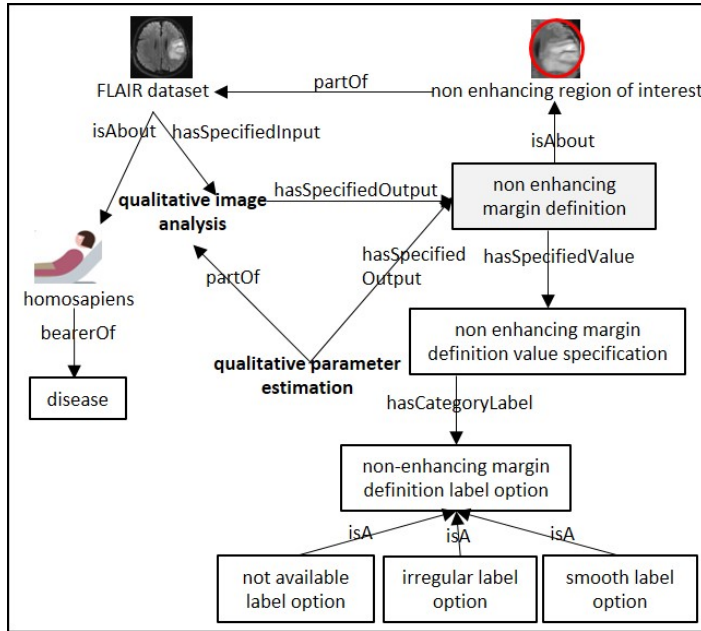 FLAIR dataset
partOf
non enhancing region of interest
isAbout
hasSpecifiedInput
isAbout
qualitative image
analysis
hasSpecifiedOutput
non enhancing
margin definition
hasSpecified
Output
hasSpecifiedValue
partOf
homosapiens
bearerOf
non enhancing margin
definition value specification
qualitative parameter
estimation
disease
hasCategoryLabel
non-enhancing margin
definition label option
isA
isA
isA
not available
label option
irregular label
option
smooth label
option